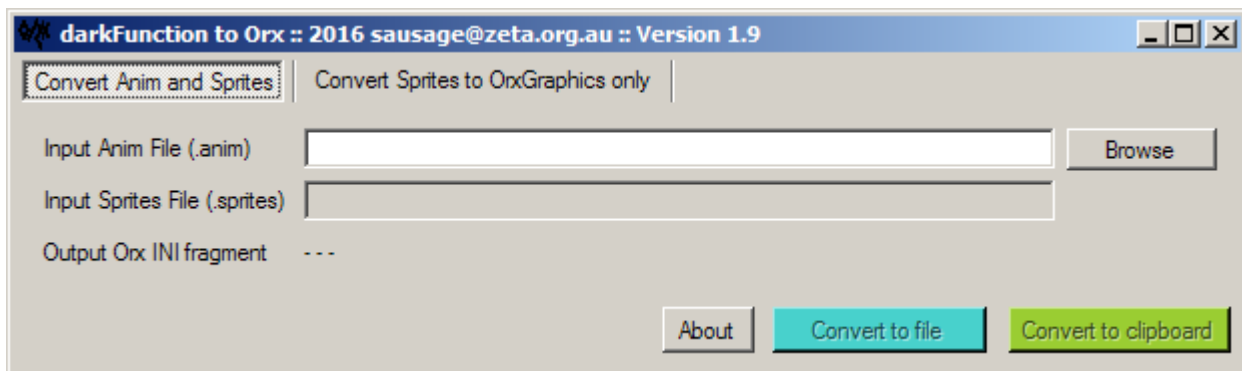 darkFunction to Orx :: 2016 sausage@zeta.org.au :: Version 1.9
Convert Anim and Sprites Convert Sprites to OrxGraphics only
Input Anim File (.anim) Browse
Input Sprites File (.sprites)
Output Orx INI fragment - - -
About Convert to file Convert to clipboard